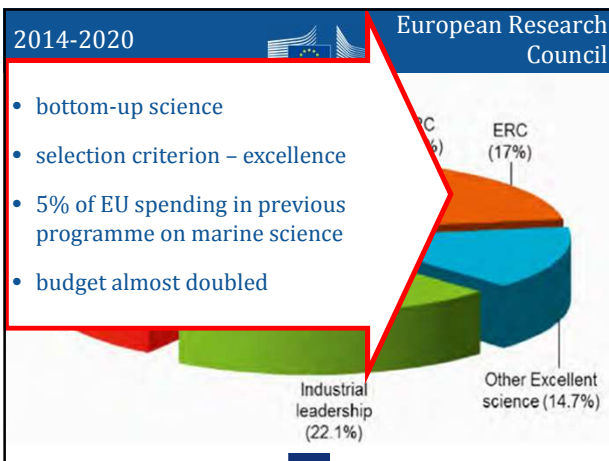 2014-2020
European Research
Council
• bottom-up science
• selection criterion – excellence
• 5% of EU spending in previous
programme on marine science
• budget almost doubled
ERC
(17%)
Other Excellent
science (14.7%)
Industrial
leadership
(22.1%)